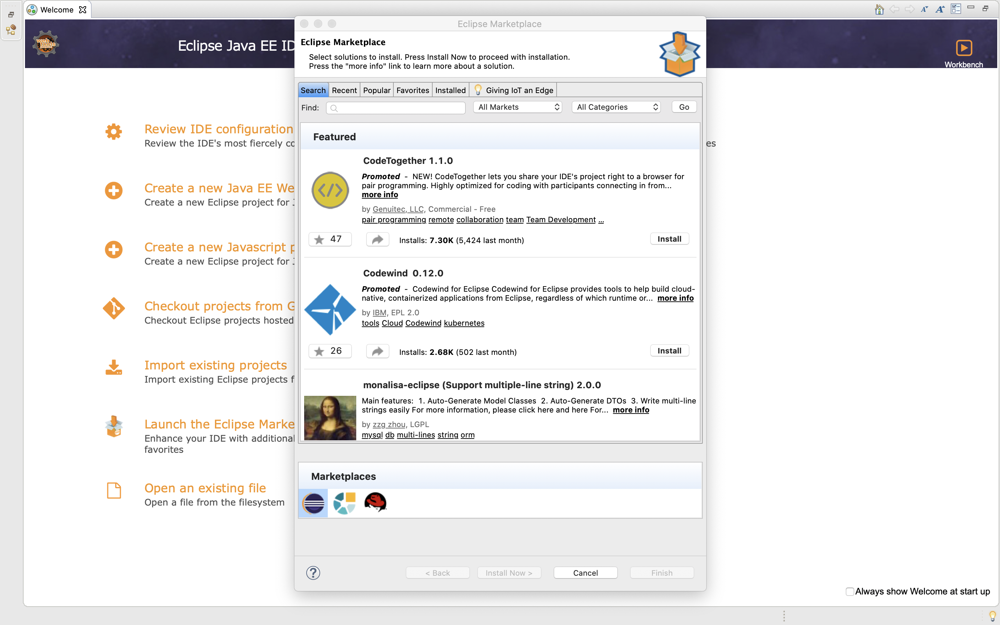 Welcome
Eclipse Java EE ID
Workbench
Review IDE configuration
Review the IDE's most fiercely co
es
Create a new Java EE We
Create a new Eclipse project for J
Create a new Javascript p
Create a new Eclipse project for J
Checkout projects from G
Checkout Eclipse projects hosted
Import existing projects
Import existing Eclipse projects f
Launch the Eclipse Marke
Enhance your IDE with additional
favorites
Open an existing file
Open a file from the filesystem
Eclipse Marketplace
Eclipse Marketplace
Select solutions to install. Press Install Now to proceed with installation.
Press the "more info" link to learn more about a solution.
Search Recent Popular Favorites Installed Giving IoT an Edge
Find: All Markets All Categories Go
Featured
CodeTogether 1.1.0
Promoted - NEW! CodeTogether lets you share your IDE's project right to a browser for
pair programming. Highly optimized for coding with participants connecting in from...
more info
by Genuitec, LLC, Commercial - Free
pair programming remote collaboration team Team Development ...
47 Installs: 7.30K (5,424 last month) Install
Codewind 0.12.0
Promoted - Codewind for Eclipse Codewind for Eclipse provides tools to help build cloud-
native, containerized applications from Eclipse, regardless of which runtime or... more info
by IBM, EPL 2.0
tools Cloud Codewind kubernetes
26 Installs: 2.68K (502 last month) Install
monalisa-eclipse (Support multiple-line string) 2.0.0
Main features: 1. Auto-Generate Model Classes 2. Auto-Generate DTOs 3. Write multi-line
strings easily For more information, please click here and here For... more info
by zzg zhou, LGPL
mysql db multi-lines string orm
Marketplaces
? < Back Install Now > Cancel Finish
Always show Welcome at start up